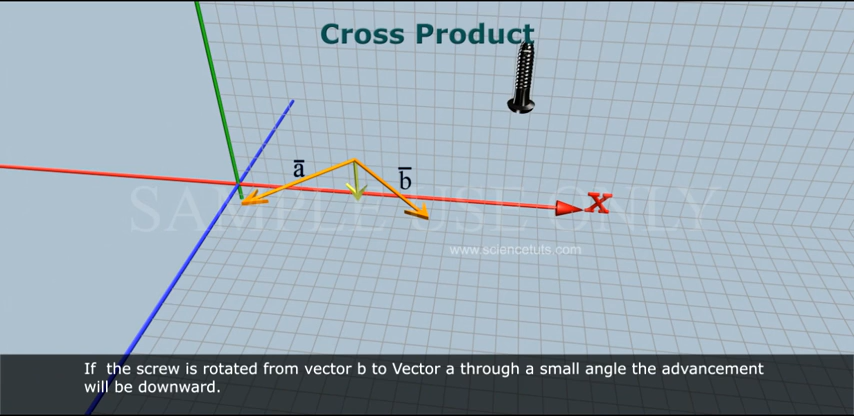 Cross Product
a̅
b̅
X
SAMPLE USE ONLY
www.sciencetuts.com
If the screw is rotated from vector b to Vector a through a small angle the advancement
will be downward.